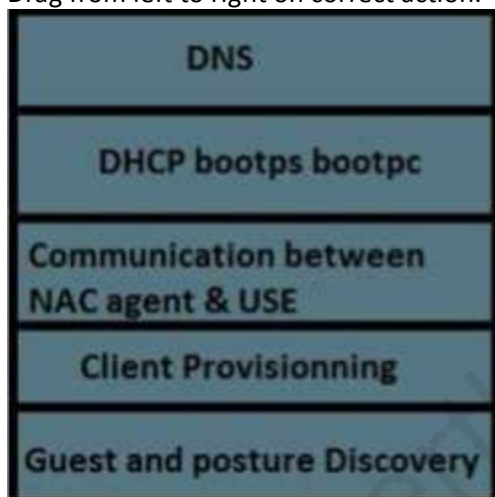 Drag from left to right on correct action.
DNS
DHCP bootps bootpc
Communication between
NAC agent & USE
Client Provisionning
Guest and posture Discovery